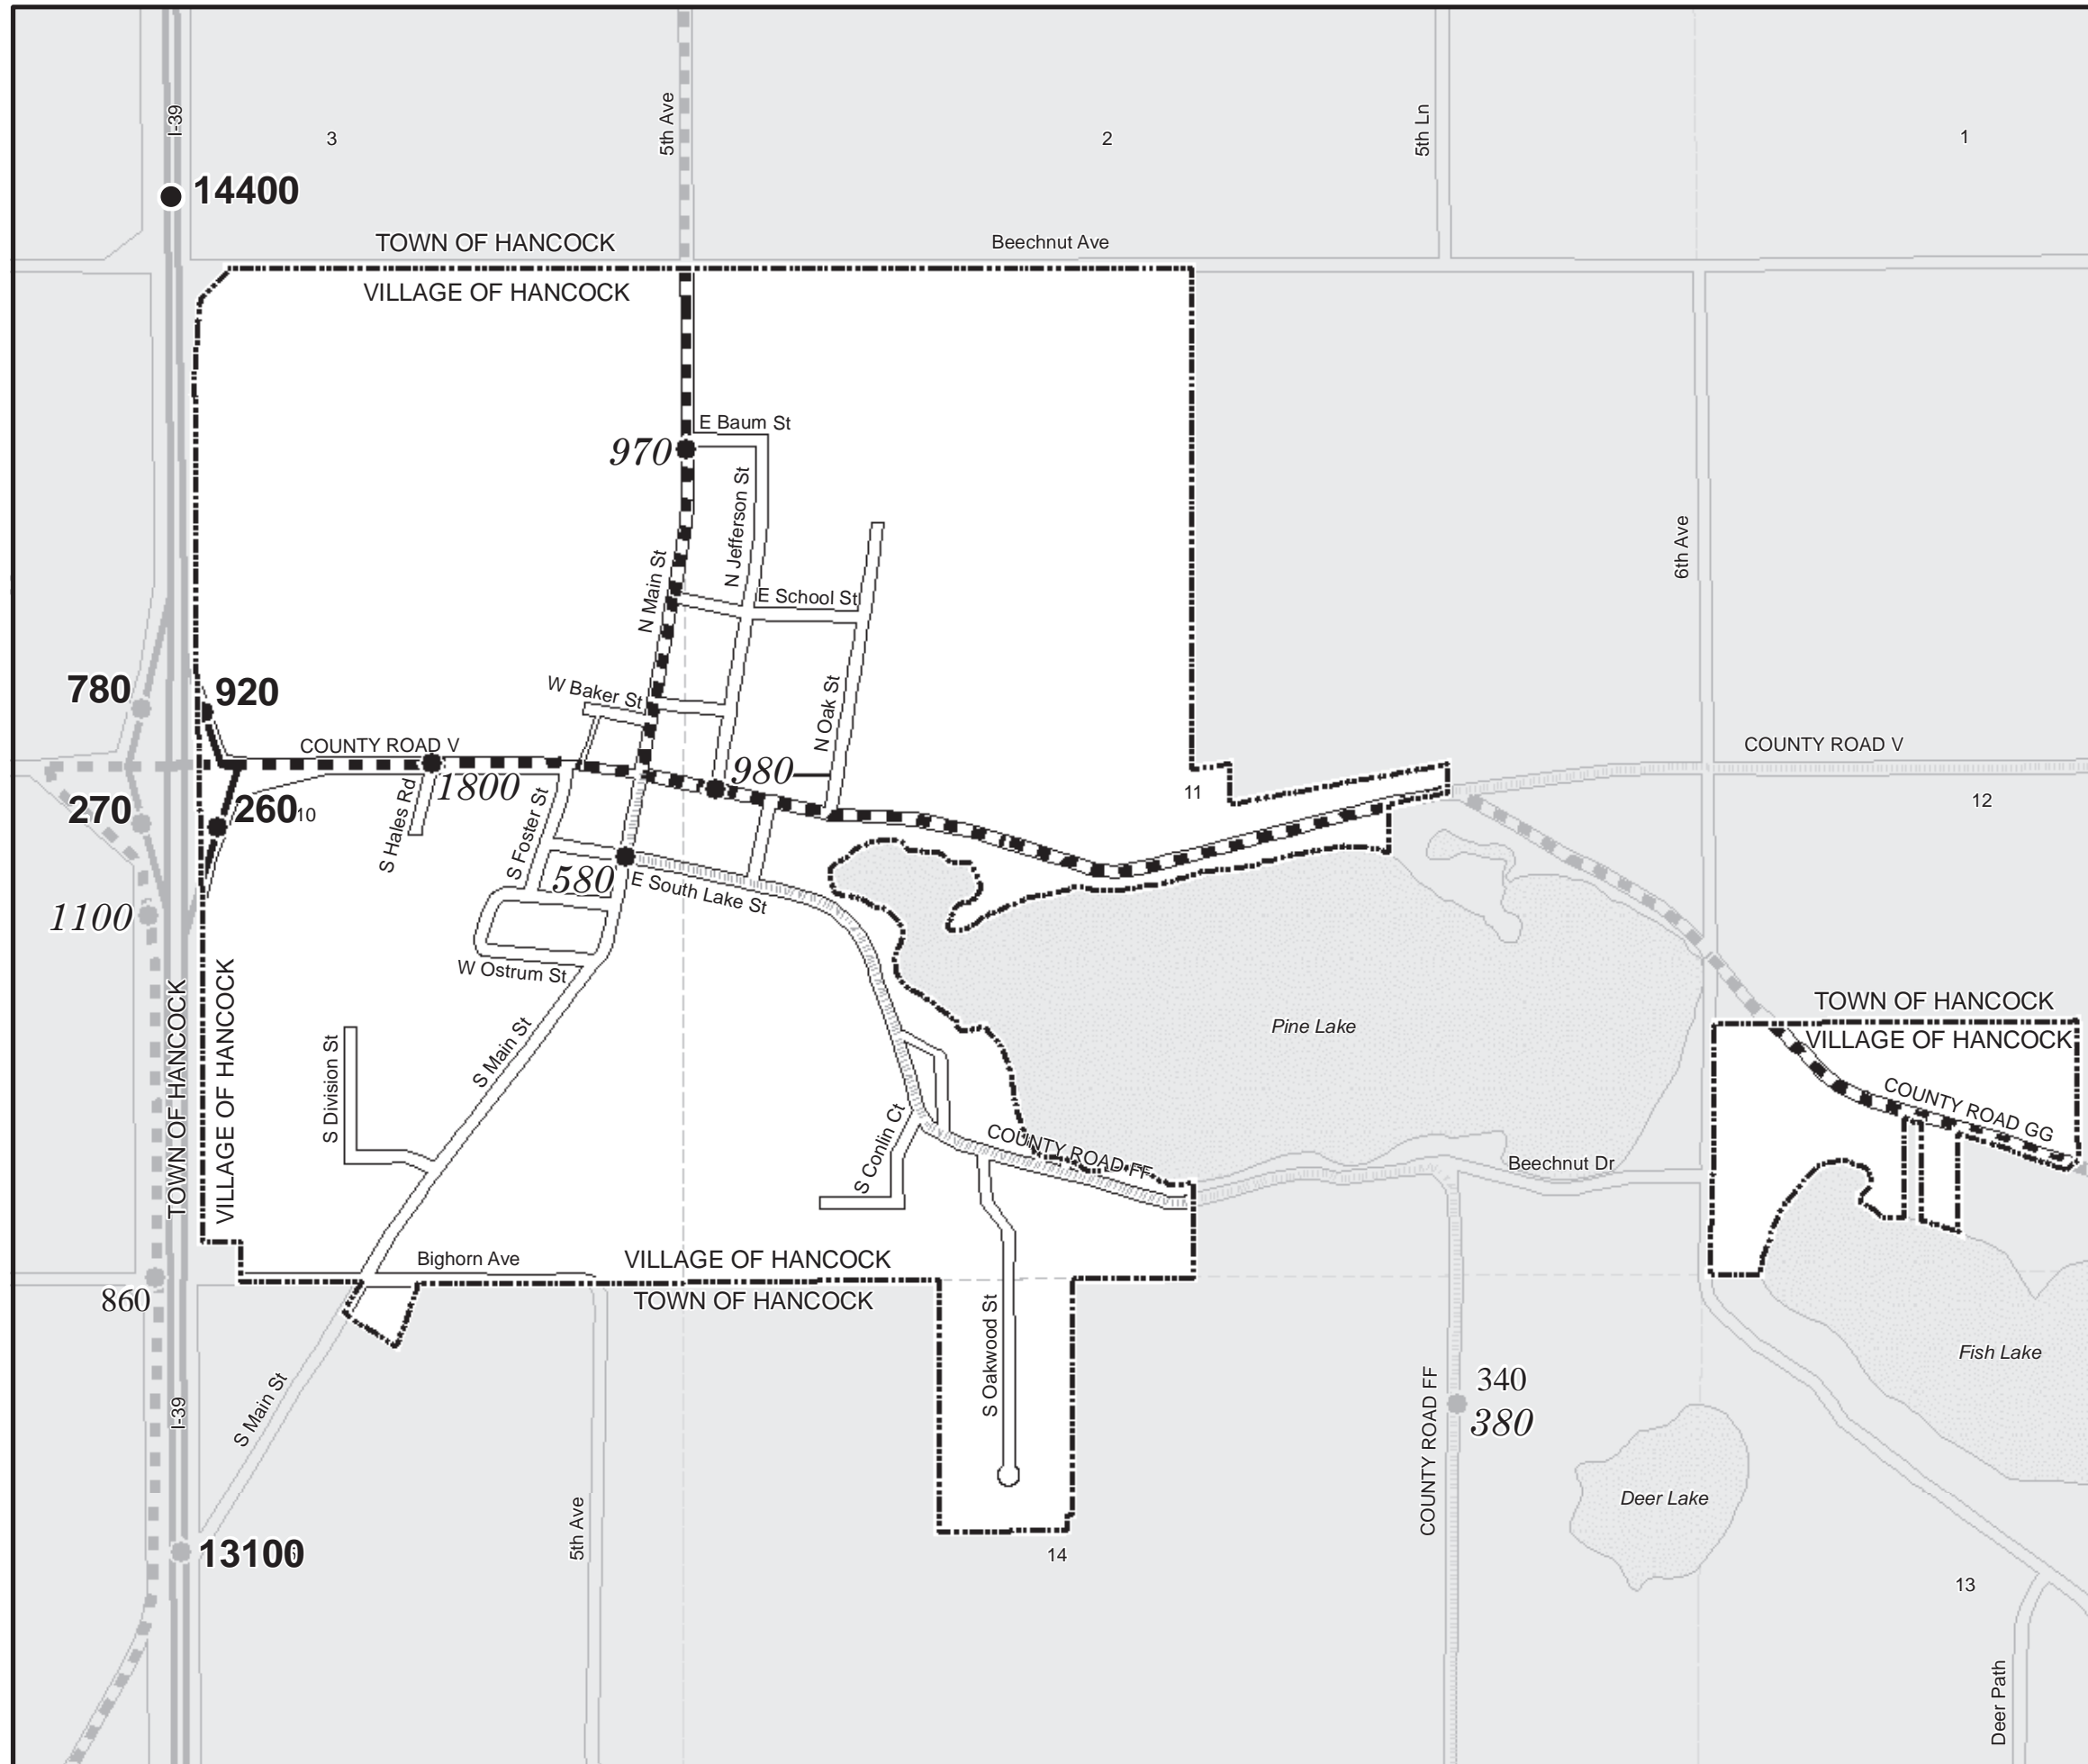 I-39
3
5th Ave
2
5th Ln
1
14400
TOWN OF HANCOCK
Beechnut Ave
VILLAGE OF HANCOCK
E Baum St
970
N Jefferson St
N Main St
E School St
6th Ave
780
920
W Baker St
N Oak St
COUNTY ROAD V
980
COUNTY ROAD V
1800
270
260
10
S Hales Rd
S Foster St
11
12
580
E South Lake St
1100
W Ostrum St
TOWN OF HANCOCK
VILLAGE OF HANCOCK
Pine Lake
TOWN OF HANCOCK
VILLAGE OF HANCOCK
S Division St
S Main St
COUNTY ROAD GG
S Conlin Ct
COUNTY ROAD FF
Beechnut Dr
Bighorn Ave
VILLAGE OF HANCOCK
TOWN OF HANCOCK
860
S Oakwood St
Fish Lake
I-39
S Main St
COUNTY ROAD FF
340
380
Deer Lake
5th Ave
13100
14
13
Deer Path